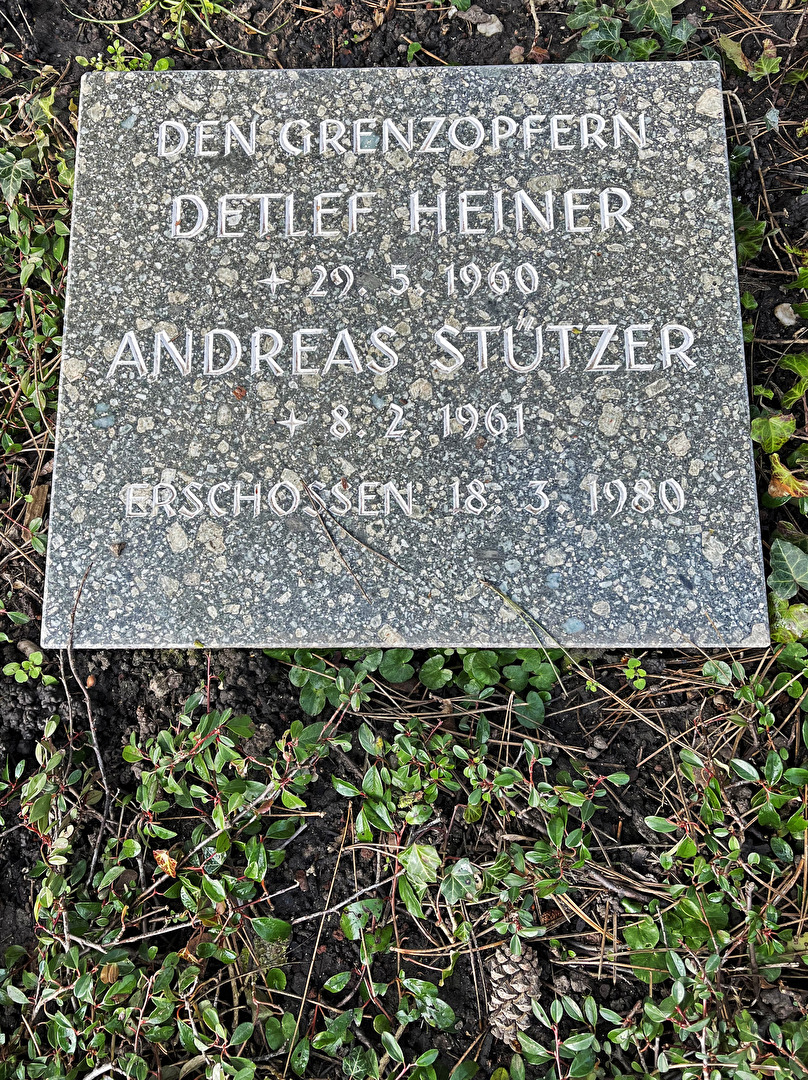 DEN GRENZOPFERN
DETLEF HEINER
✶ 29. 5. 1960
ANDREAS STÜTZER
✶ 8. 2. 1961
ERSCHOSSEN 18. 3. 1980